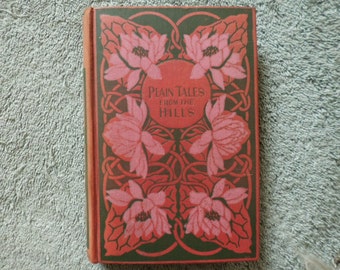 PLAIN TALES
FROM THE
HILLS